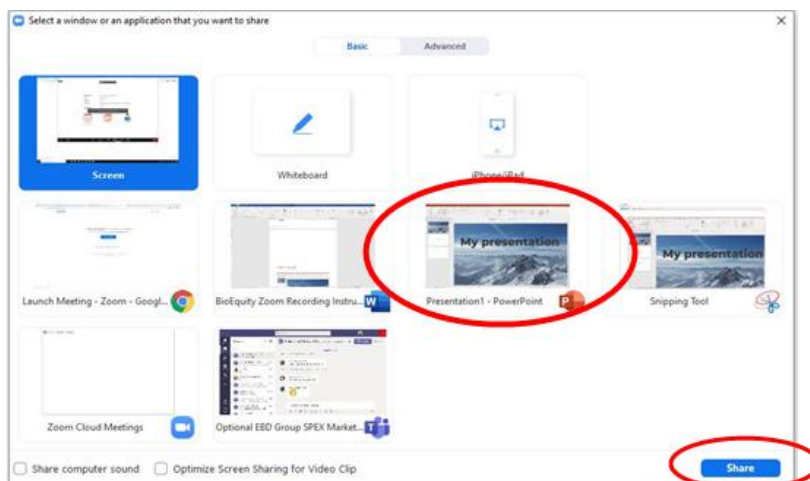 Select a window or an application that you want to share
Basic
Advanced
Screen
Whiteboard
iPhone/iPad
My presentation
My presentation
Launch Meeting - Zoom - Googl...
BioEquity Zoom Recording Instru...
Presentation1 - PowerPoint
Snipping Tool
Zoom Cloud Meetings
Optional EBD Group SPEX Market...
Share computer sound
Optimize Screen Sharing for Video Clip
Share